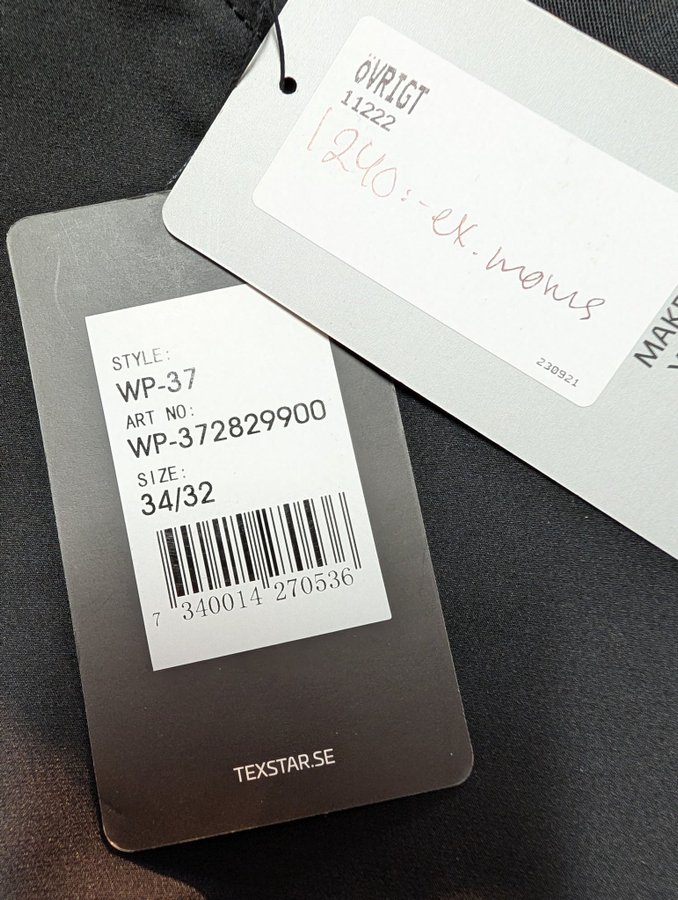 ÖVRIGT
11222
1240:- ex. moms
230921
STYLE:
WP-37
ART NO:
WP-372829900
SIZE:
34/32
7 340014 270536
TEXSTAR.SE